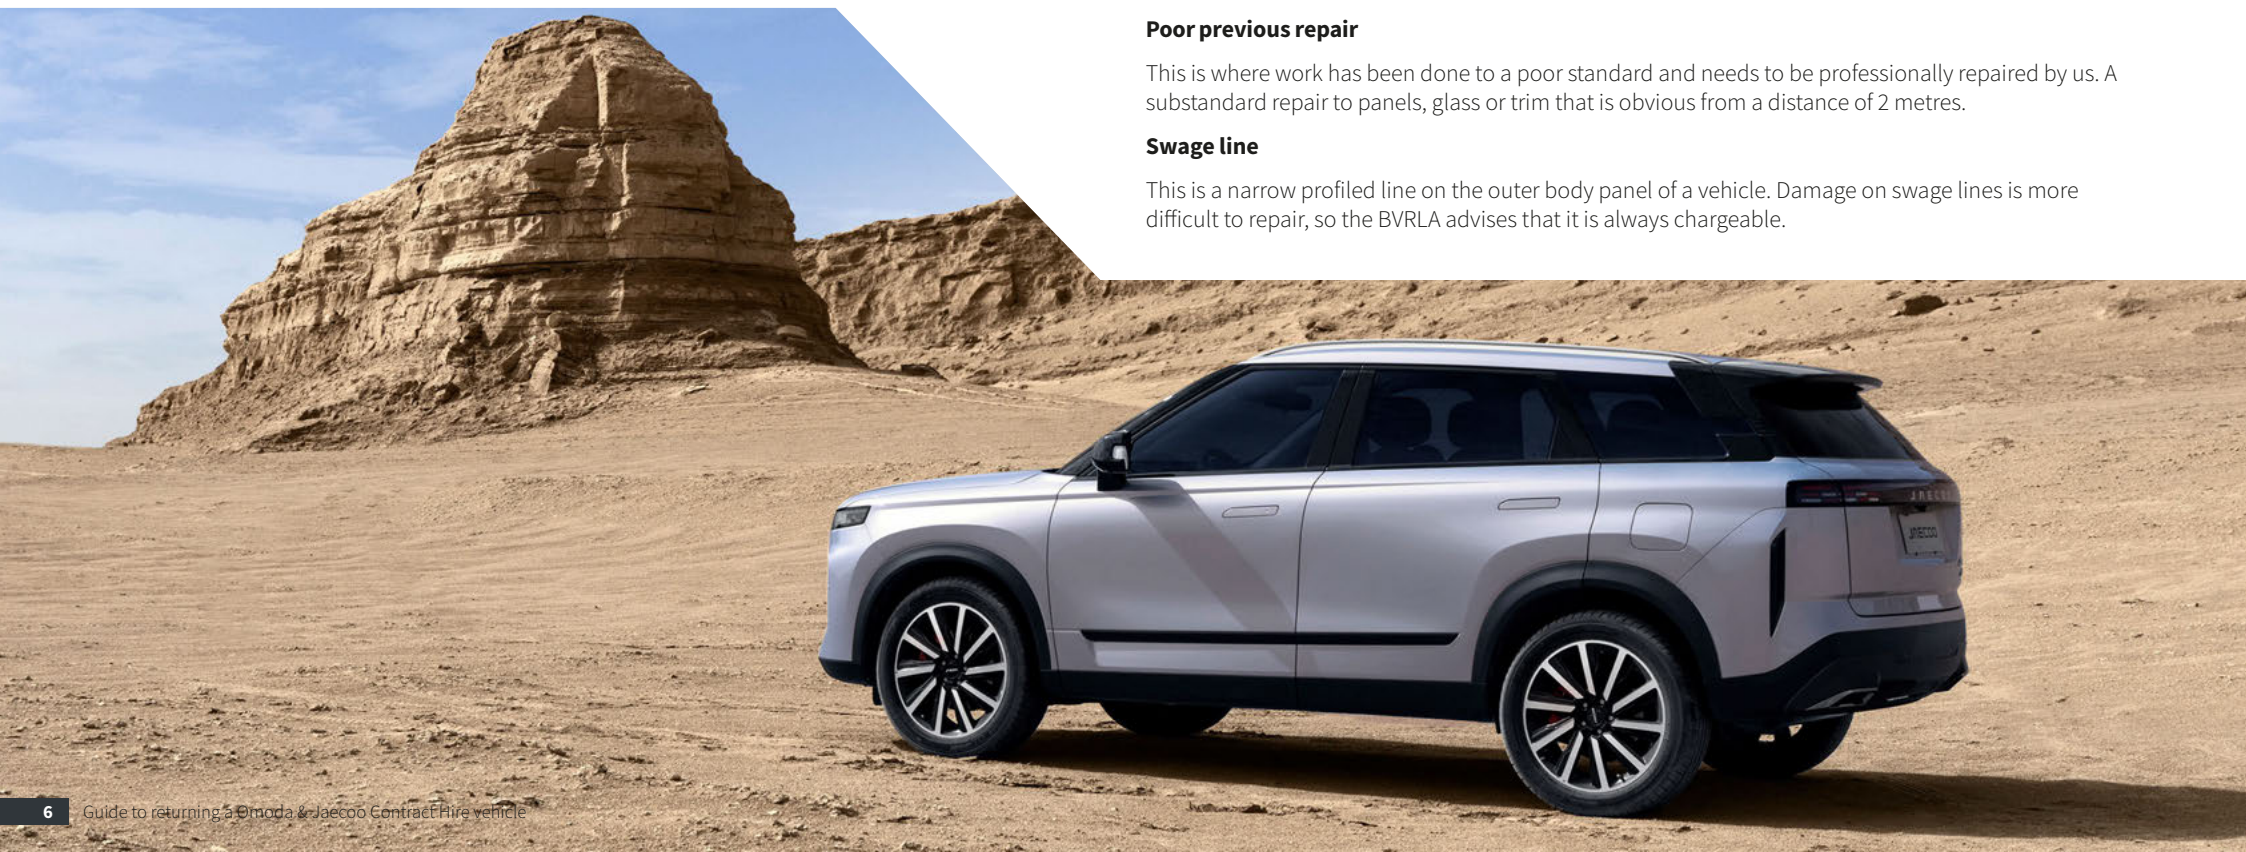 Poor previous repair
This is where work has been done to a poor standard and needs to be professionally repaired by us. A
substandard repair to panels, glass or trim that is obvious from a distance of 2 metres.
Swage line
This is a narrow profiled line on the outer body panel of a vehicle. Damage on swage lines is more
difficult to repair, so the BVRLA advises that it is always chargeable.
JAECOO
JAECOO
6 Guide to returning a Omoda & Jaecoo Contract Hire vehicle